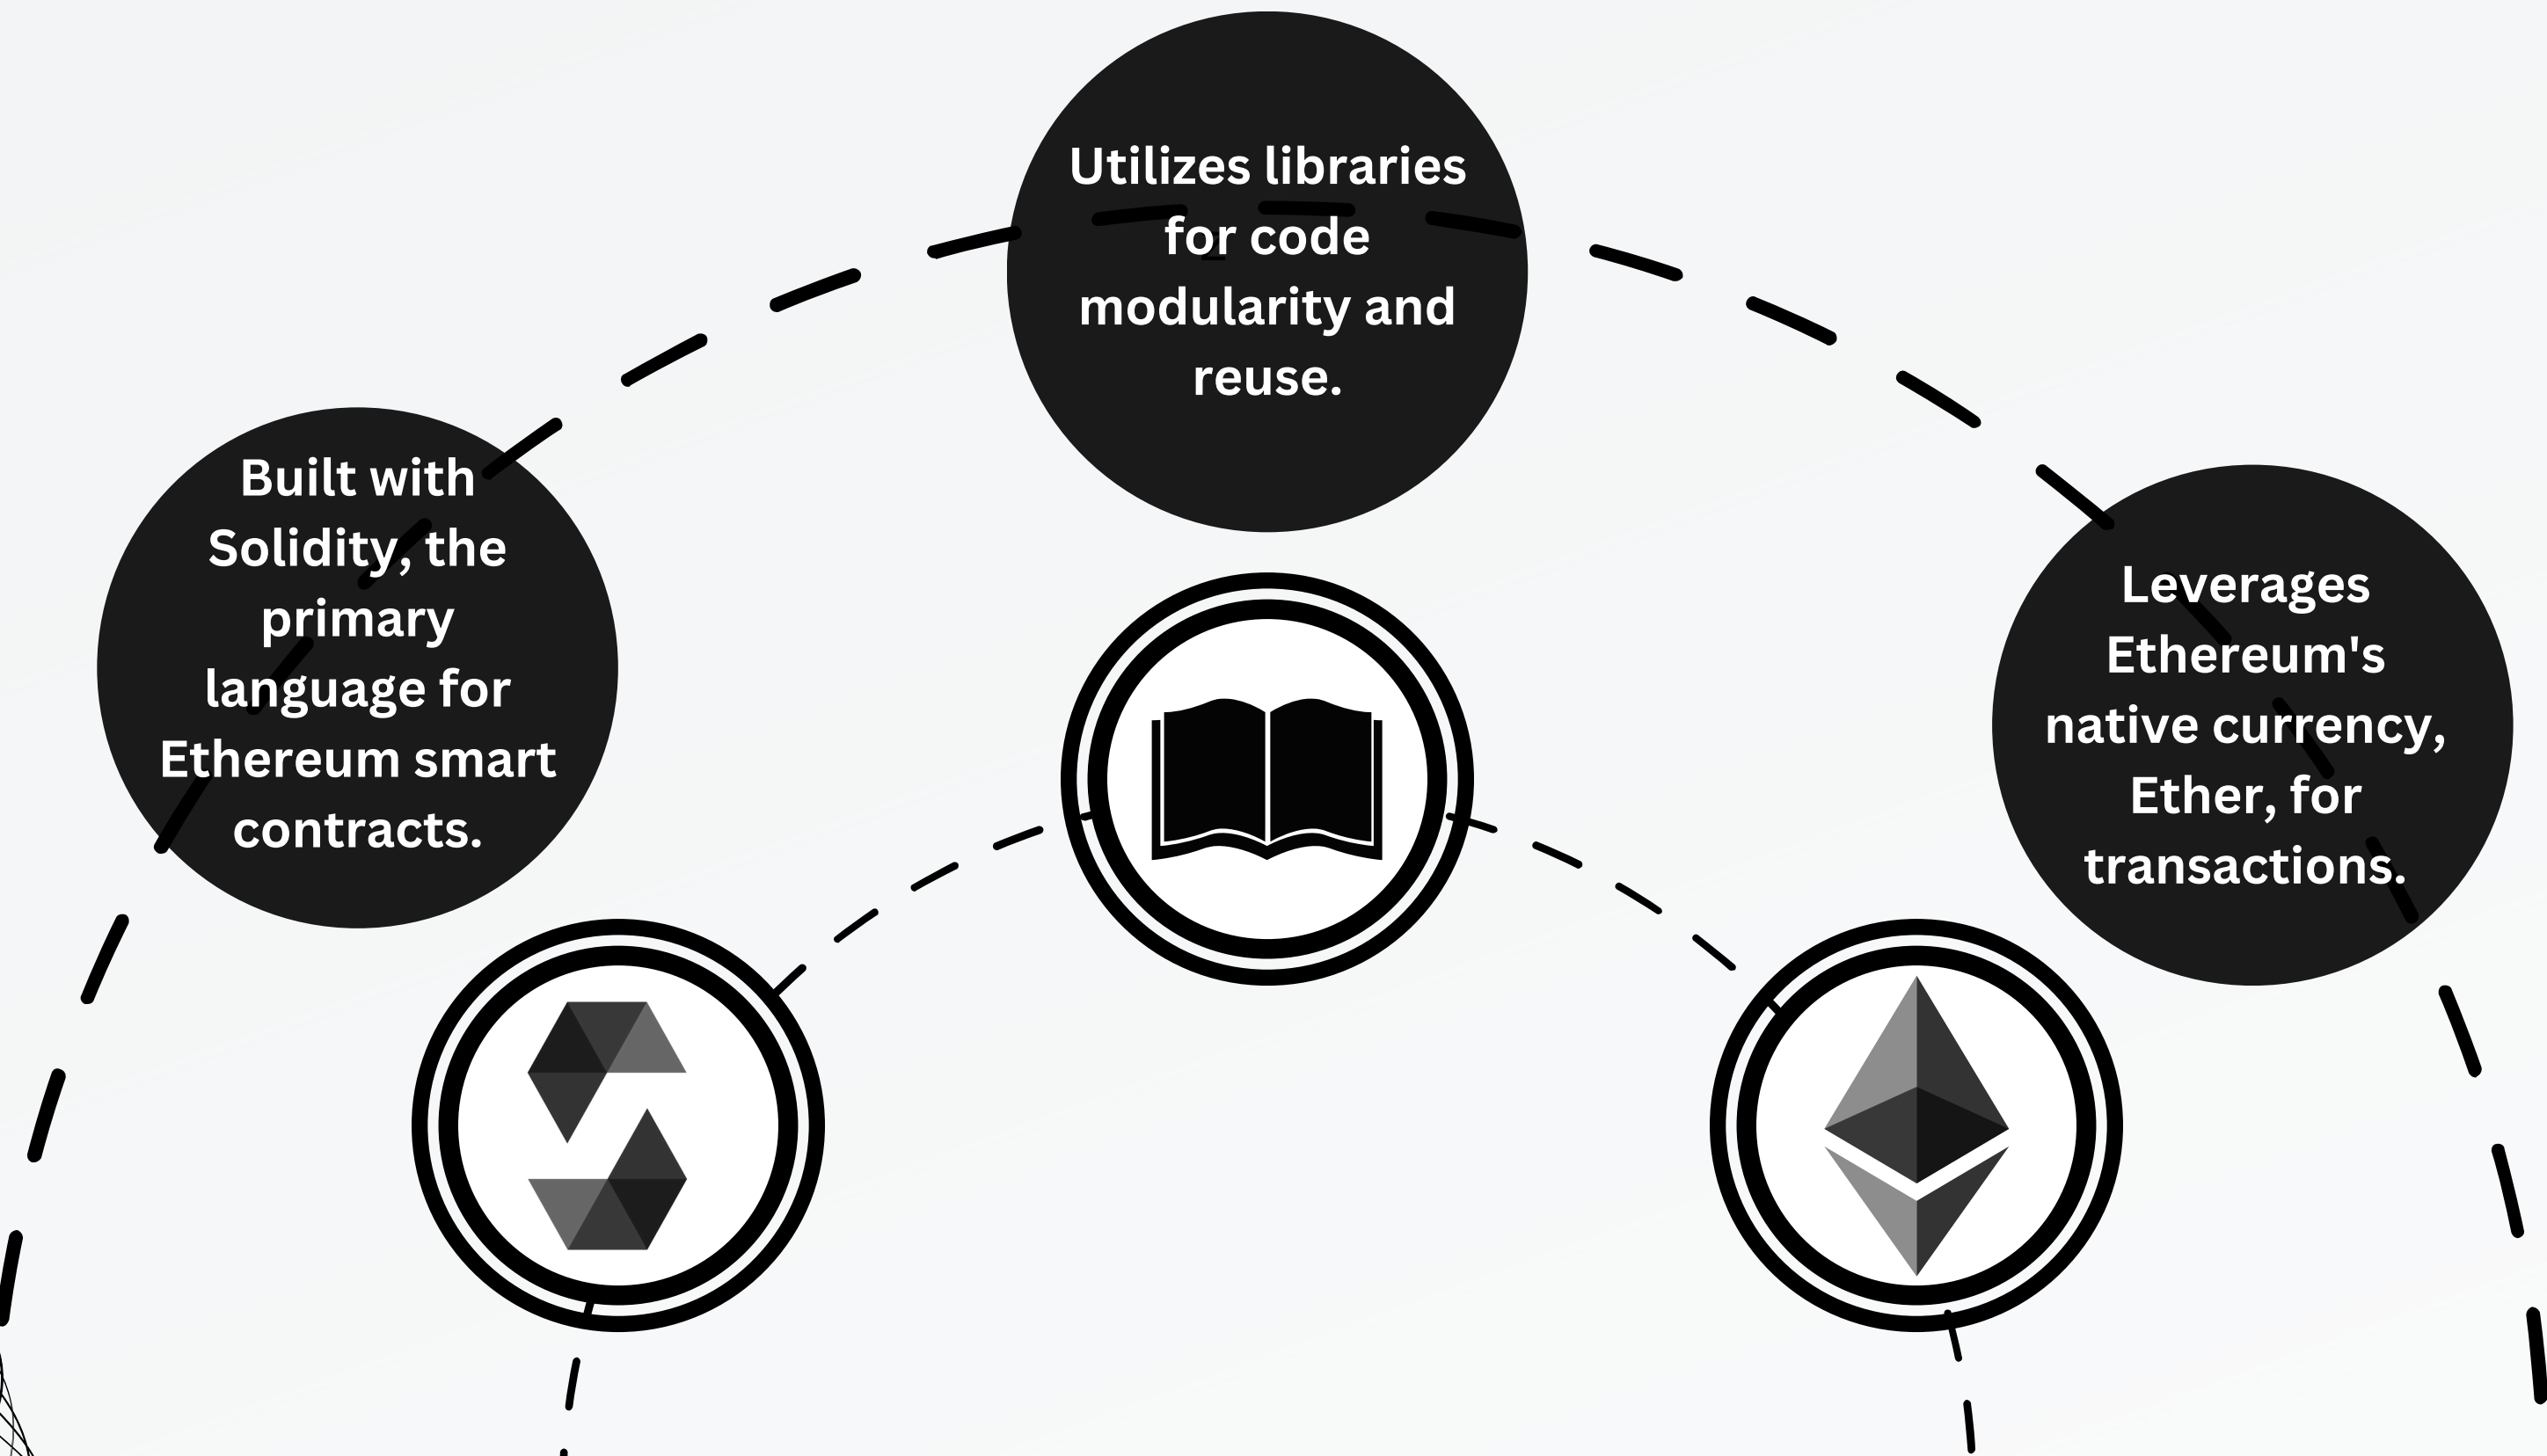 Utilizes libraries
for code
modularity and
reuse.
Built with
Solidity, the
primary
language for
Ethereum smart
contracts.
Leverages
Ethereum's
native currency,
Ether, for
transactions.